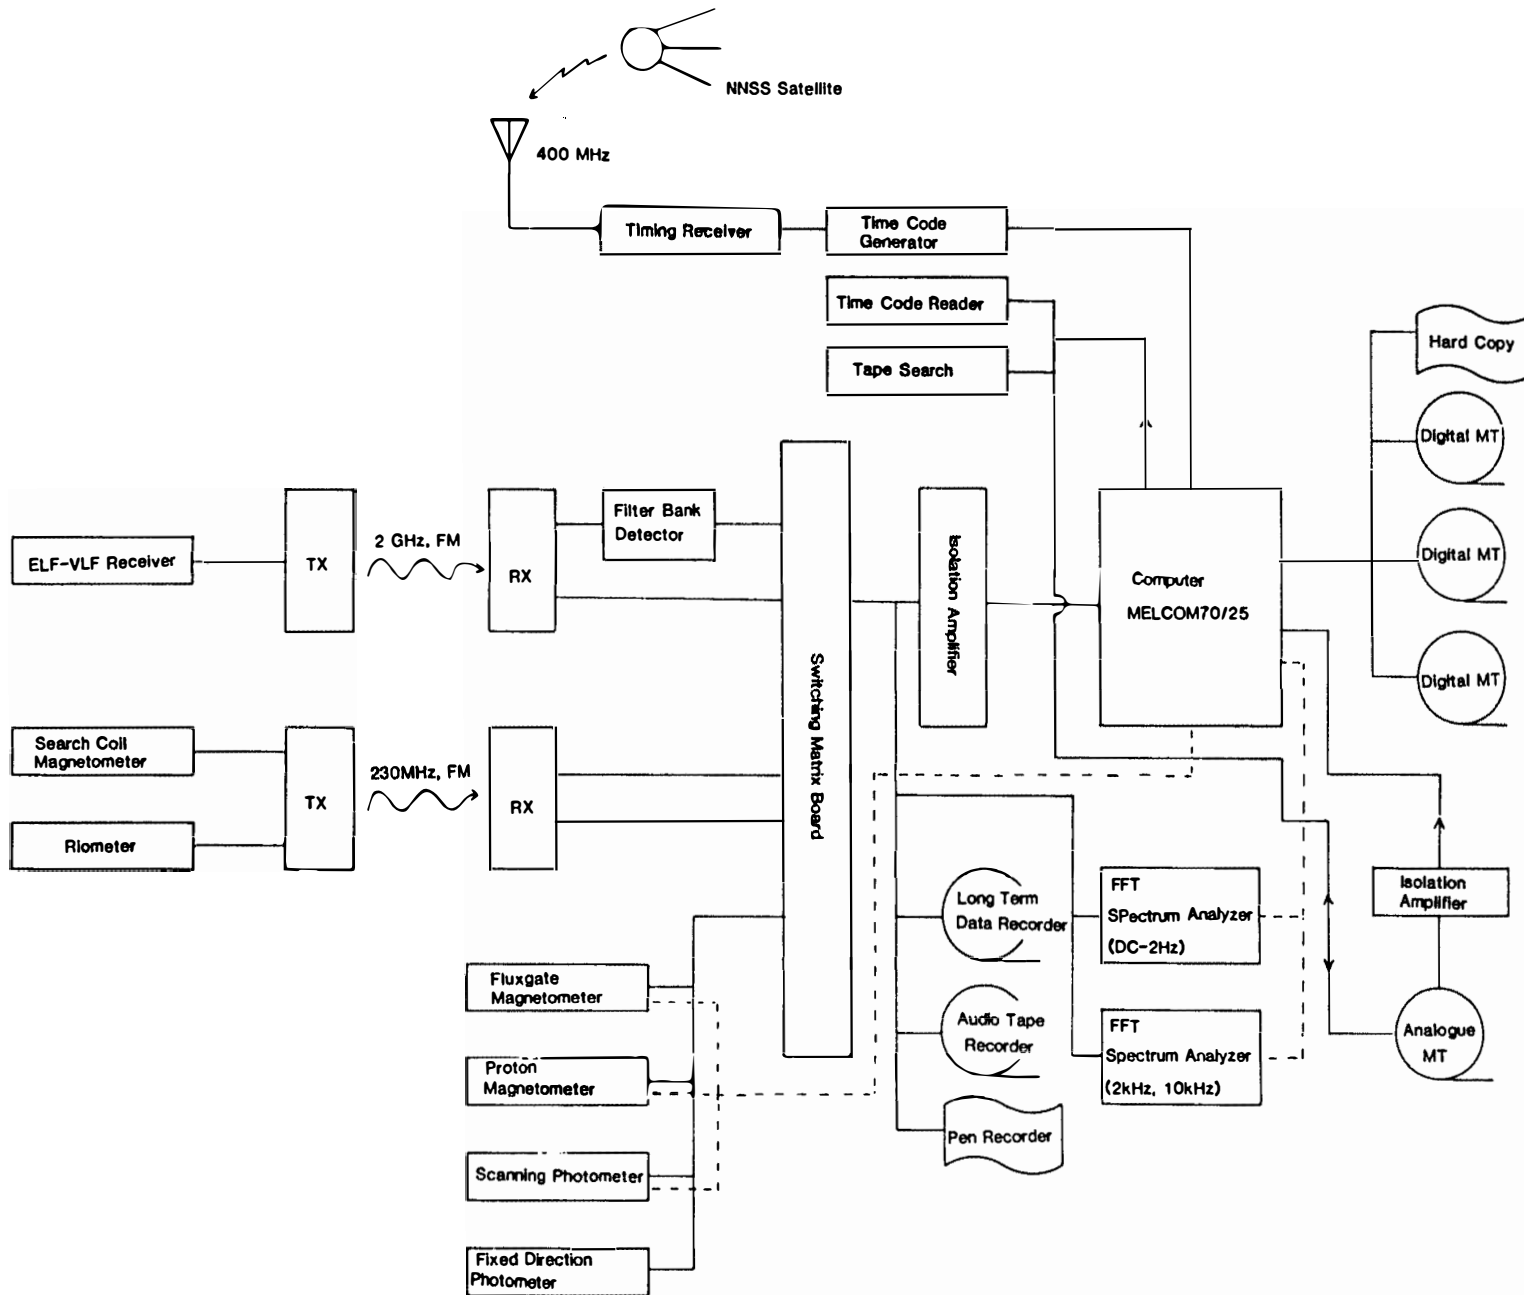 NNSS Satellite
400 MHz
Timing Receiver
Time Code
Generator
Time Code Reader
Tape Search
Hard Copy
Digital MT
Digital MT
Digital MT
ELF-VLF Receiver
TX
2 GHz, FM
RX
Filter Bank
Detector
Switching Matrix Board
Isolation Amplifier
Computer
MELCOM70/25
Search Coil
Magnetometer
Riometer
TX
230MHz, FM
RX
Long Term
Data Recorder
FFT
SPectrum Analyzer
(DC-2Hz)
Isolation
Amplifier
Audio Tape
Recorder
FFT
Spectrum Analyzer
(2kHz, 10kHz)
Analogue
MT
Pen Recorder
Fluxgate
Magnetometer
Proton
Magnetometer
Scanning Photometer
Fixed Direction
Photometer